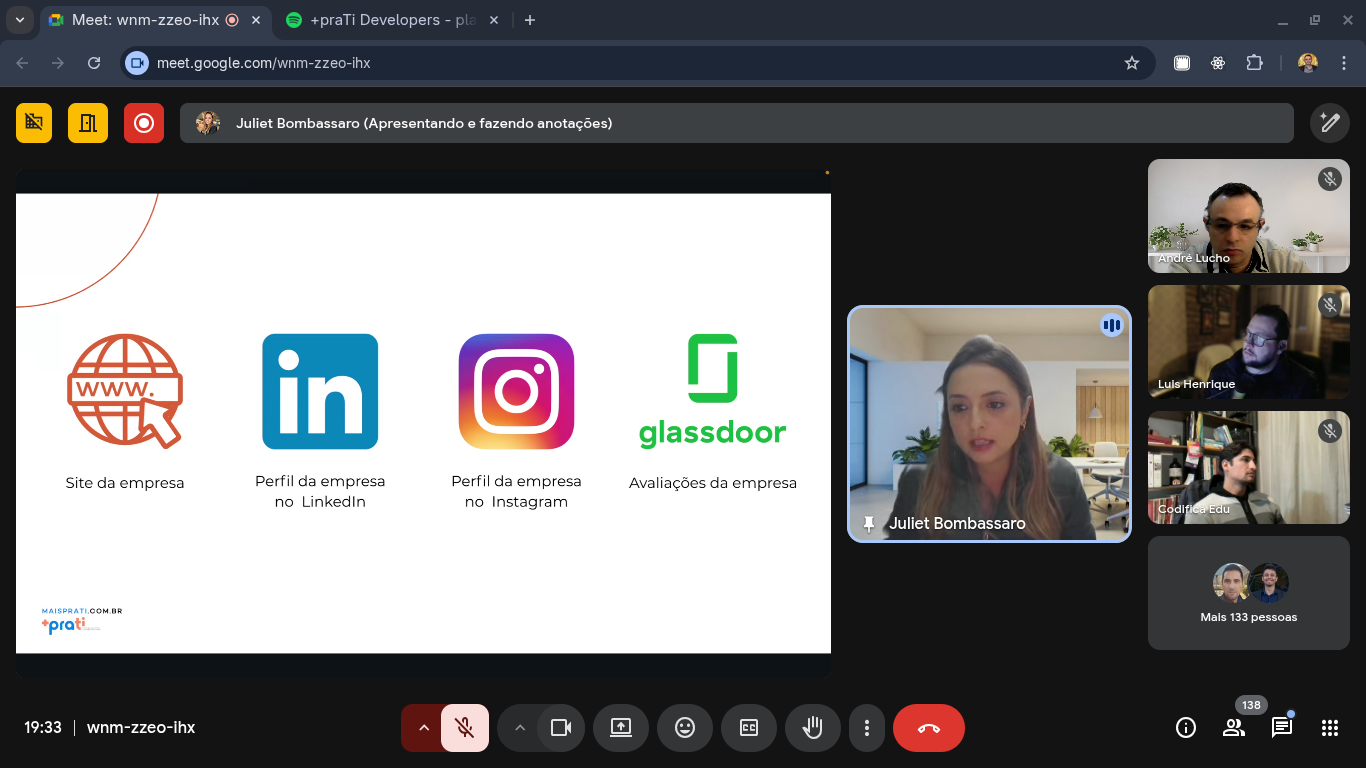 Meet: wnm-zzeo-ihx
+praTi Developers - pla
meet.google.com/wnm-zzeo-ihx
Juliet Bombassaro (Apresentando e fazendo anotações)
www.
in
glassdoor
Site da empresa
Perfil da empresa
no LinkedIn
Perfil da empresa
no Instagram
Avaliações da empresa
MAISPRATI.COM.BR
+prati
Juliet Bombassaro
André Lucho
Luis Henrique
Codifica Edu
Mais 133 pessoas
19:33 | wnm-zzeo-ihx
CC
138